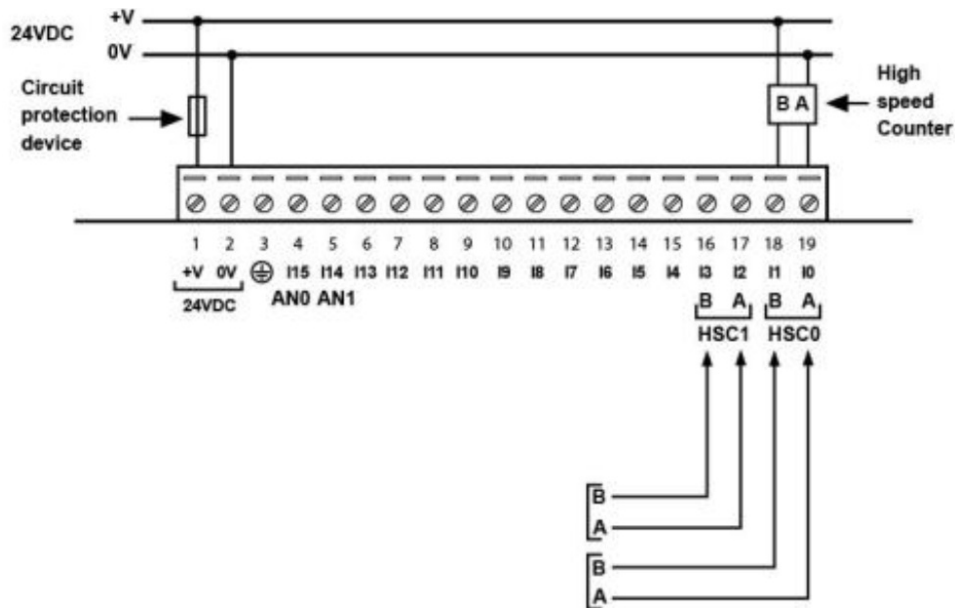 +V
24VDC
0V
Circuit
protection
device
B A
High
speed
Counter
1 2 3 4 5 6 7 8 9 10 11 12 13 14 15 16 17 18 19
+V 0V I15 I14 I13 I12 I11 I10 I9 I8 I7 I6 I5 I4 I3 I2 I1 I0
24VDC
AN0 AN1
B A B A
HSC1 HSC0
B
A
B
A